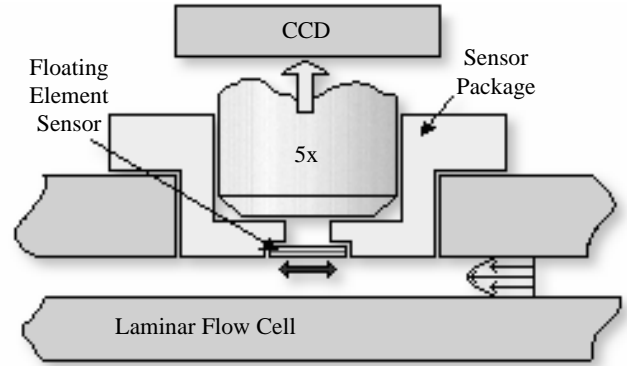 CCD
Floating
Element
Sensor
Sensor
Package
5x
Laminar Flow Cell